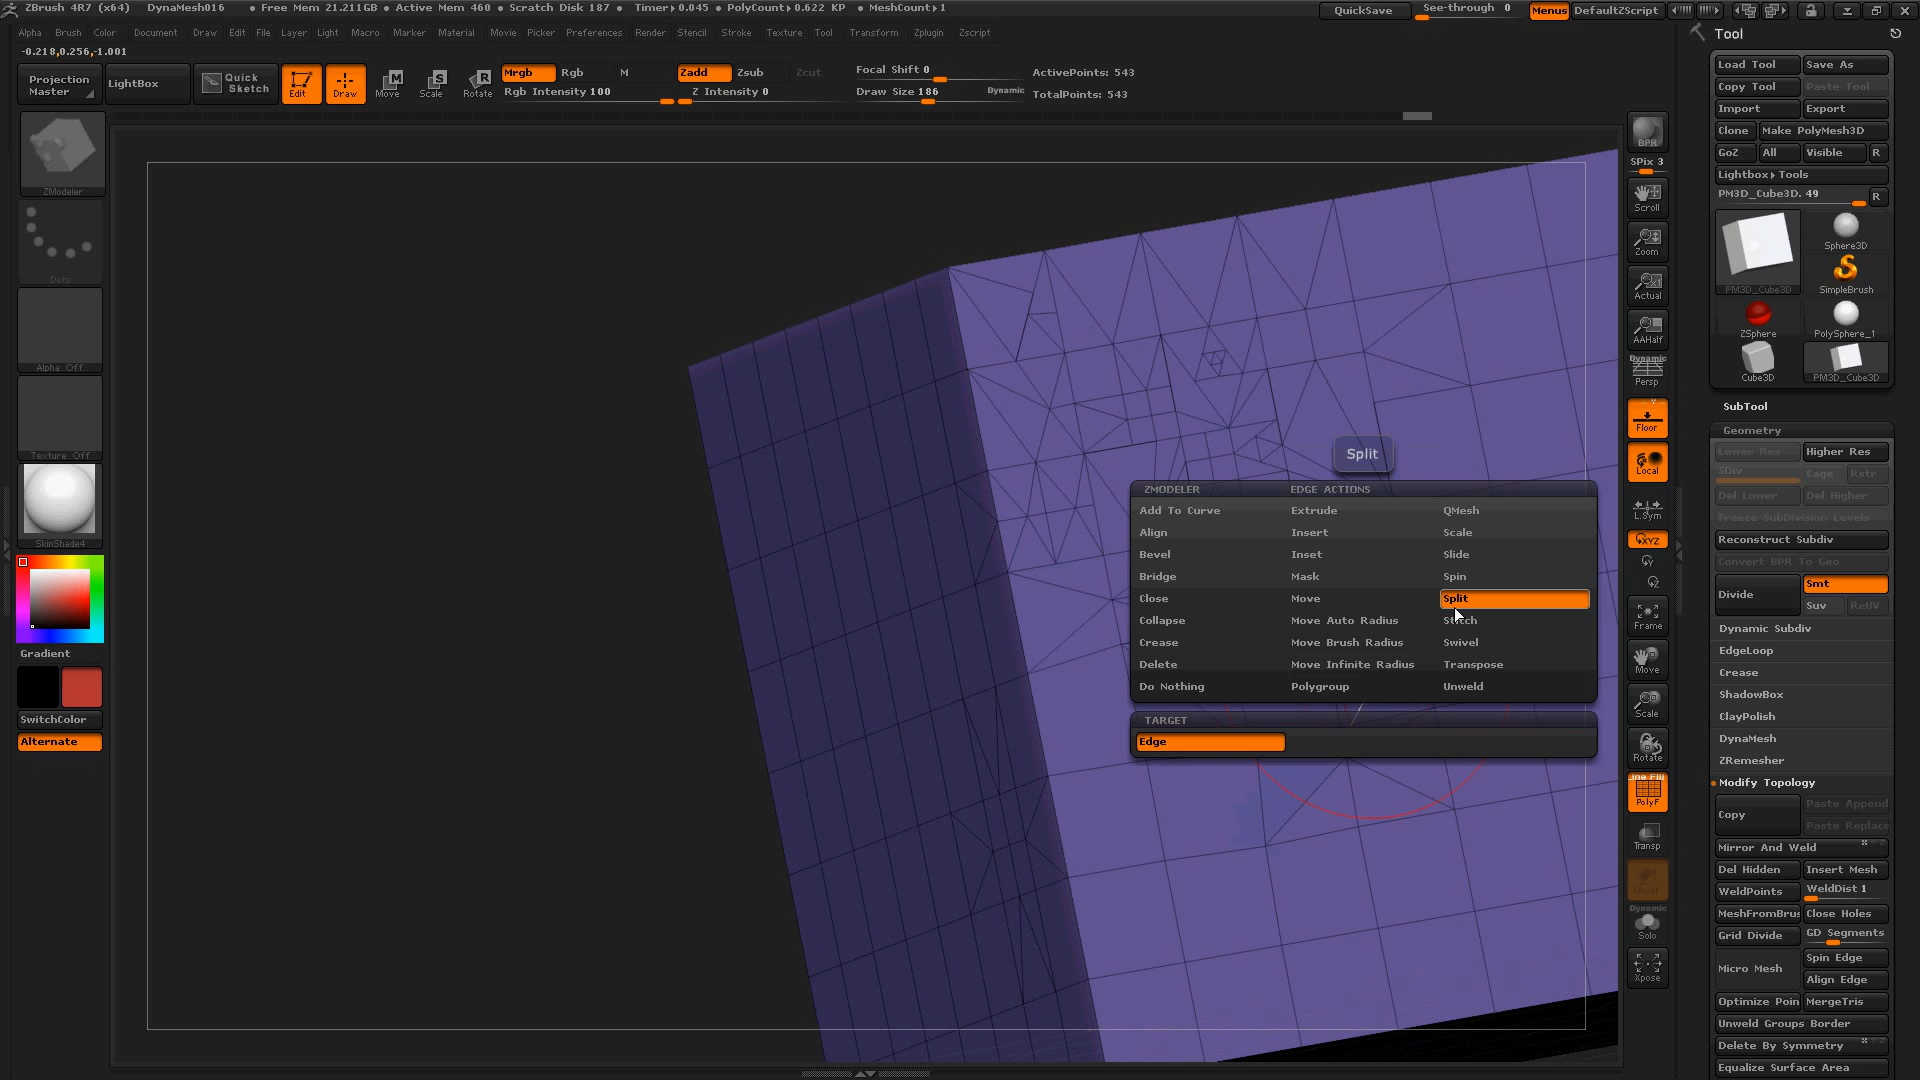 ZBrush 4R7 (x64) DynaMesh016 • Free Mem 21.211GB • Active Mem 460 • Scratch Disk 187 • Timer▸0.045 • PolyCount▸0.622 KP • MeshCount▸1 QuickSave See-through 0 Menus DefaultZScript
Alpha Brush Color Document Draw Edit File Layer Light Macro Marker Material Movie Picker Preferences Render Stencil Stroke Texture Tool Transform Zplugin Zscript
-0.218,0.256,-1.001
Projection Master
LightBox
Quick Sketch
Edit
Draw
Move
Scale
Rotate
Mrgb Rgb M
Rgb Intensity 100
Zadd Zsub Zcut
Z Intensity 0
Focal Shift 0
Draw Size 186 Dynamic
ActivePoints: 543
TotalPoints: 543
ZModeler
Dots
Alpha Off
Texture Off
SkinShade4
Gradient
SwitchColor
Alternate
Split
ZMODELER EDGE ACTIONS
Add To Curve Extrude QMesh
Align Insert Scale
Bevel Inset Slide
Bridge Mask Spin
Close Move Split
Collapse Move Auto Radius Stitch
Crease Move Brush Radius Swivel
Delete Move Infinite Radius Transpose
Do Nothing Polygroup Unweld
TARGET
Edge
BPR
SPix 3
Scroll
Zoom
Actual
AAHalf
Dynamic
Persp
Floor
Local
L.Sym
XYZ
Y
Z
Frame
Move
Scale
Rotate
Line Fill
PolyF
Transp
Ghost
Dynamic
Solo
Xpose
Tool
Load Tool Save As
Copy Tool Paste Tool
Import Export
Clone Make PolyMesh3D
GoZ All Visible R
Lightbox▸Tools
PM3D_Cube3D. 49 R
PM3D_Cube3D
Sphere3D
SimpleBrush
ZSphere PolySphere_1
Cube3D PM3D_Cube3D
SubTool
Geometry
Lower Res Higher Res
SDiv Cage Rstr
Del Lower Del Higher
Freeze SubDivision Levels
Reconstruct Subdiv
Convert BPR To Geo
Divide Smt
Suv ReUV
Dynamic Subdiv
EdgeLoop
Crease
ShadowBox
ClayPolish
DynaMesh
ZRemesher
Modify Topology
Copy Paste Append
Paste Replace
Mirror And Weld
Del Hidden Insert Mesh
WeldPoints WeldDist 1
MeshFromBrus Close Holes
Grid Divide GD Segments
Micro Mesh Spin Edge
Align Edge
Optimize Poin MergeTris
Unweld Groups Border
Delete By Symmetry
Equalize Surface Area